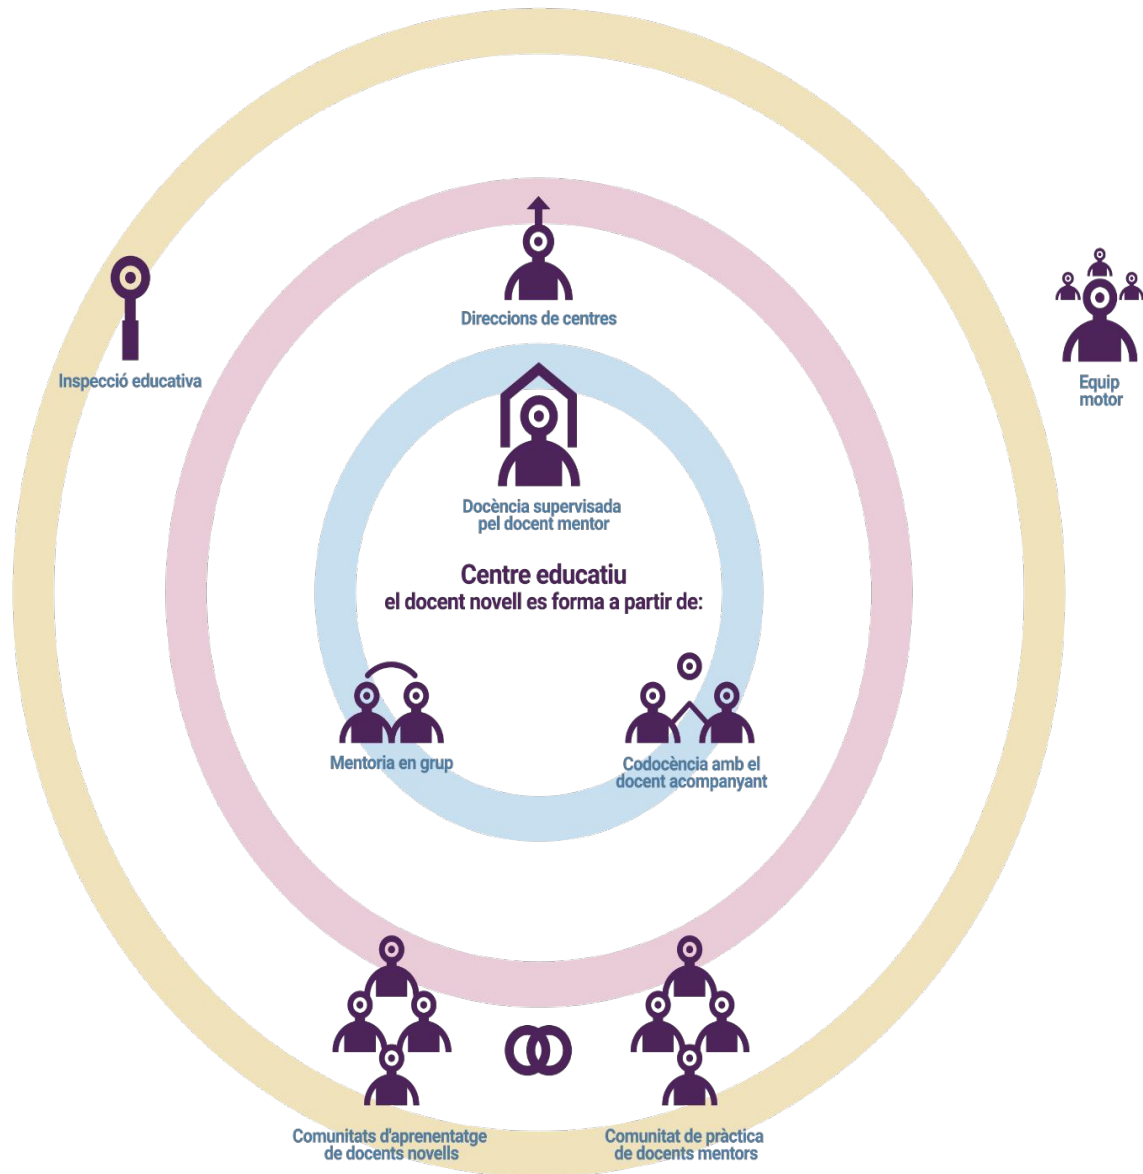 Direccions de centres
Inspecció educativa
Equip
motor
Docència supervisada
pel docent mentor
Centre educatiu
el docent novell es forma a partir de:
Mentoria en grup
Codocència amb el
docent acompanyant
Comunitats d'aprenentatge
de docents novells
Comunitat de pràctica
de docents mentors